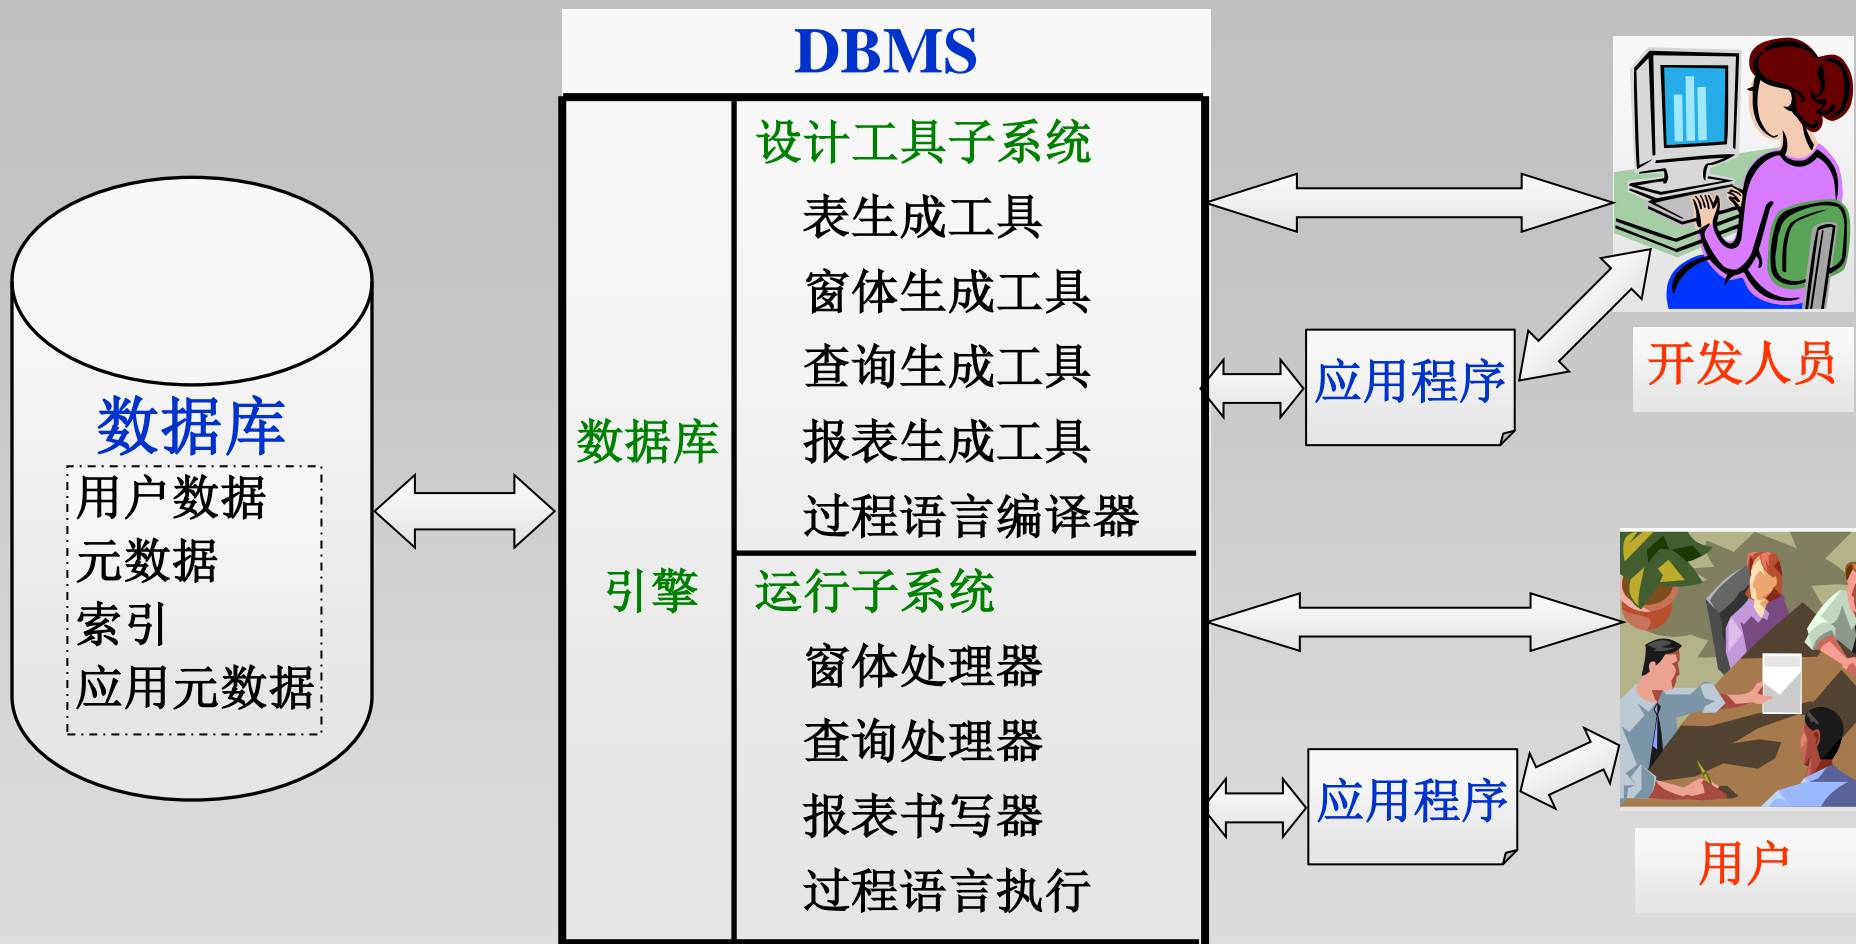 DBMS
数据库
用户数据
元数据
索引
应用元数据
数据库
引擎
设计工具子系统
表生成工具
窗体生成工具
查询生成工具
报表生成工具
过程语言编译器
运行子系统
窗体处理器
查询处理器
报表书写器
过程语言执行
应用程序
开发人员
应用程序
用户